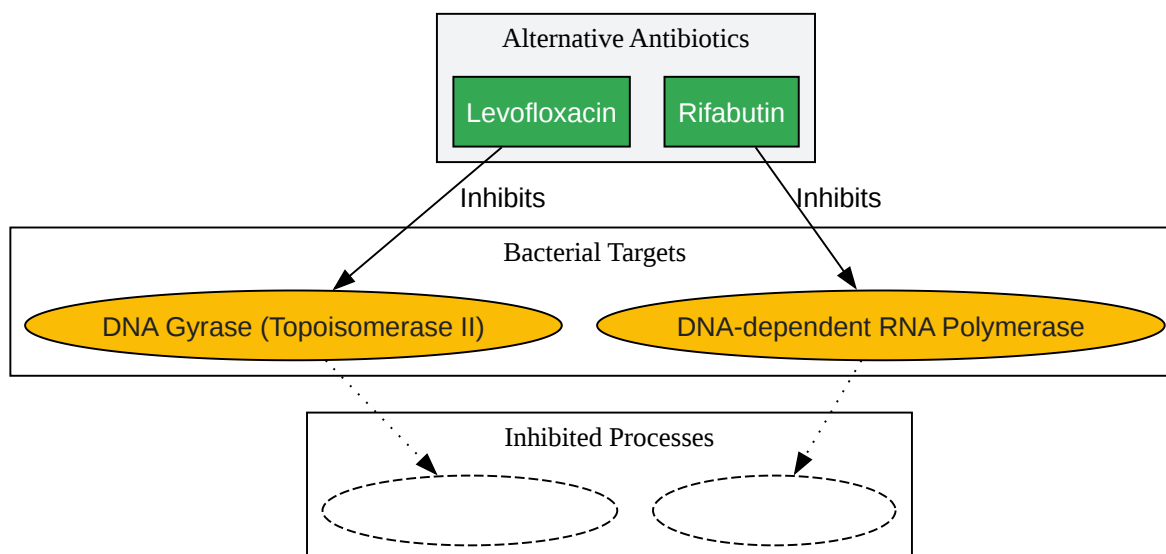 Alternative Antibiotics
Levofloxacin
Rifabutin
Inhibits
Inhibits
Bacterial Targets
DNA Gyrase (Topoisomerase II)
DNA-dependent RNA Polymerase
Inhibited Processes